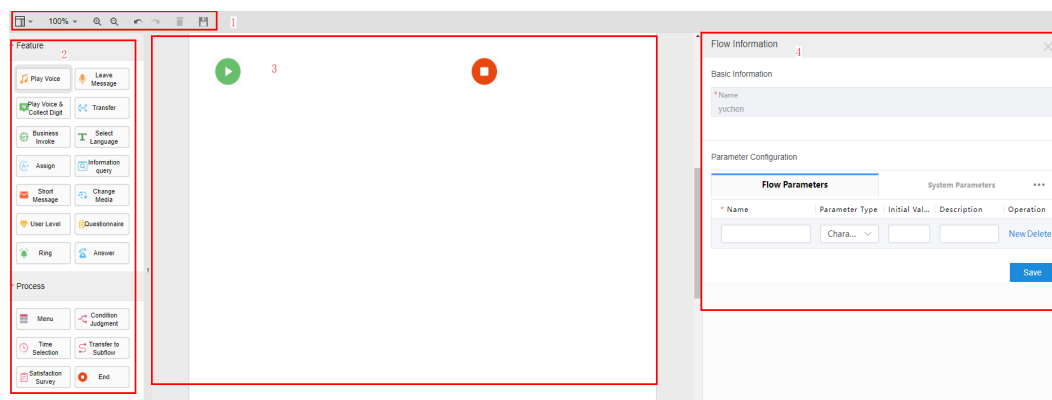 100%
1
Feature
2
Play Voice
Leave
Message
Play Voice &
Collect Digit
Transfer
Business
Invoke
Select
Language
Assign
Information
query
Short
Message
Change
Media
User Level
Questionnaire
Ring
Answer
Process
Menu
Condition
Judgment
Time
Selection
Transfer to
Subflow
Satisfaction
Survey
End
3
Flow Information
4
Basic Information
* Name
yuchen
Parameter Configuration
Flow Parameters
System Parameters
* Name
Parameter Type
Initial Val...
Description
Operation
Chara...
New Delete
Save